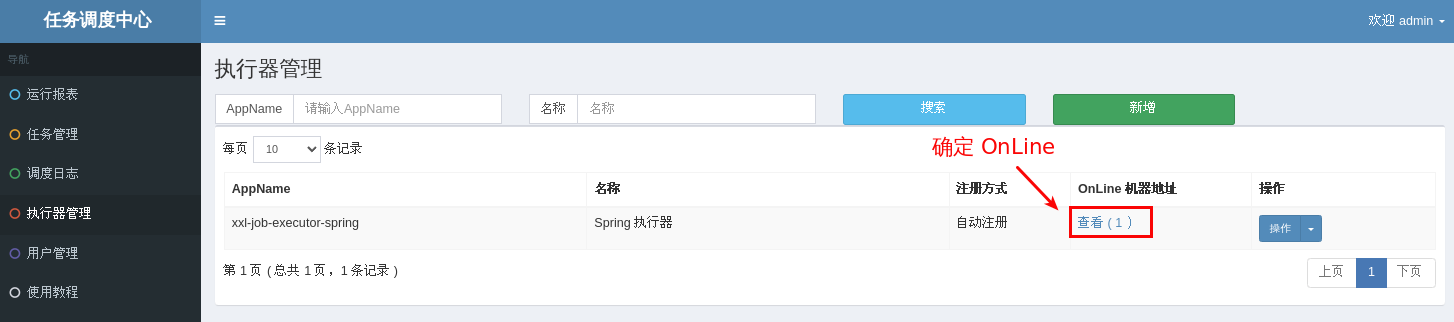 任务调度中心
欢迎 admin
导航
运行报表
任务管理
调度日志
执行器管理
用户管理
使用教程
执行器管理
AppName 请输入AppName 名称 名称 搜索 新增
每页 10 条记录
确定 OnLine
AppName 名称 注册方式 OnLine 机器地址 操作
xxl-job-executor-spring Spring 执行器 自动注册 查看 ( 1 ） 操作
第 1 页 ( 总共 1 页，1 条记录 ) 上页 1 下页